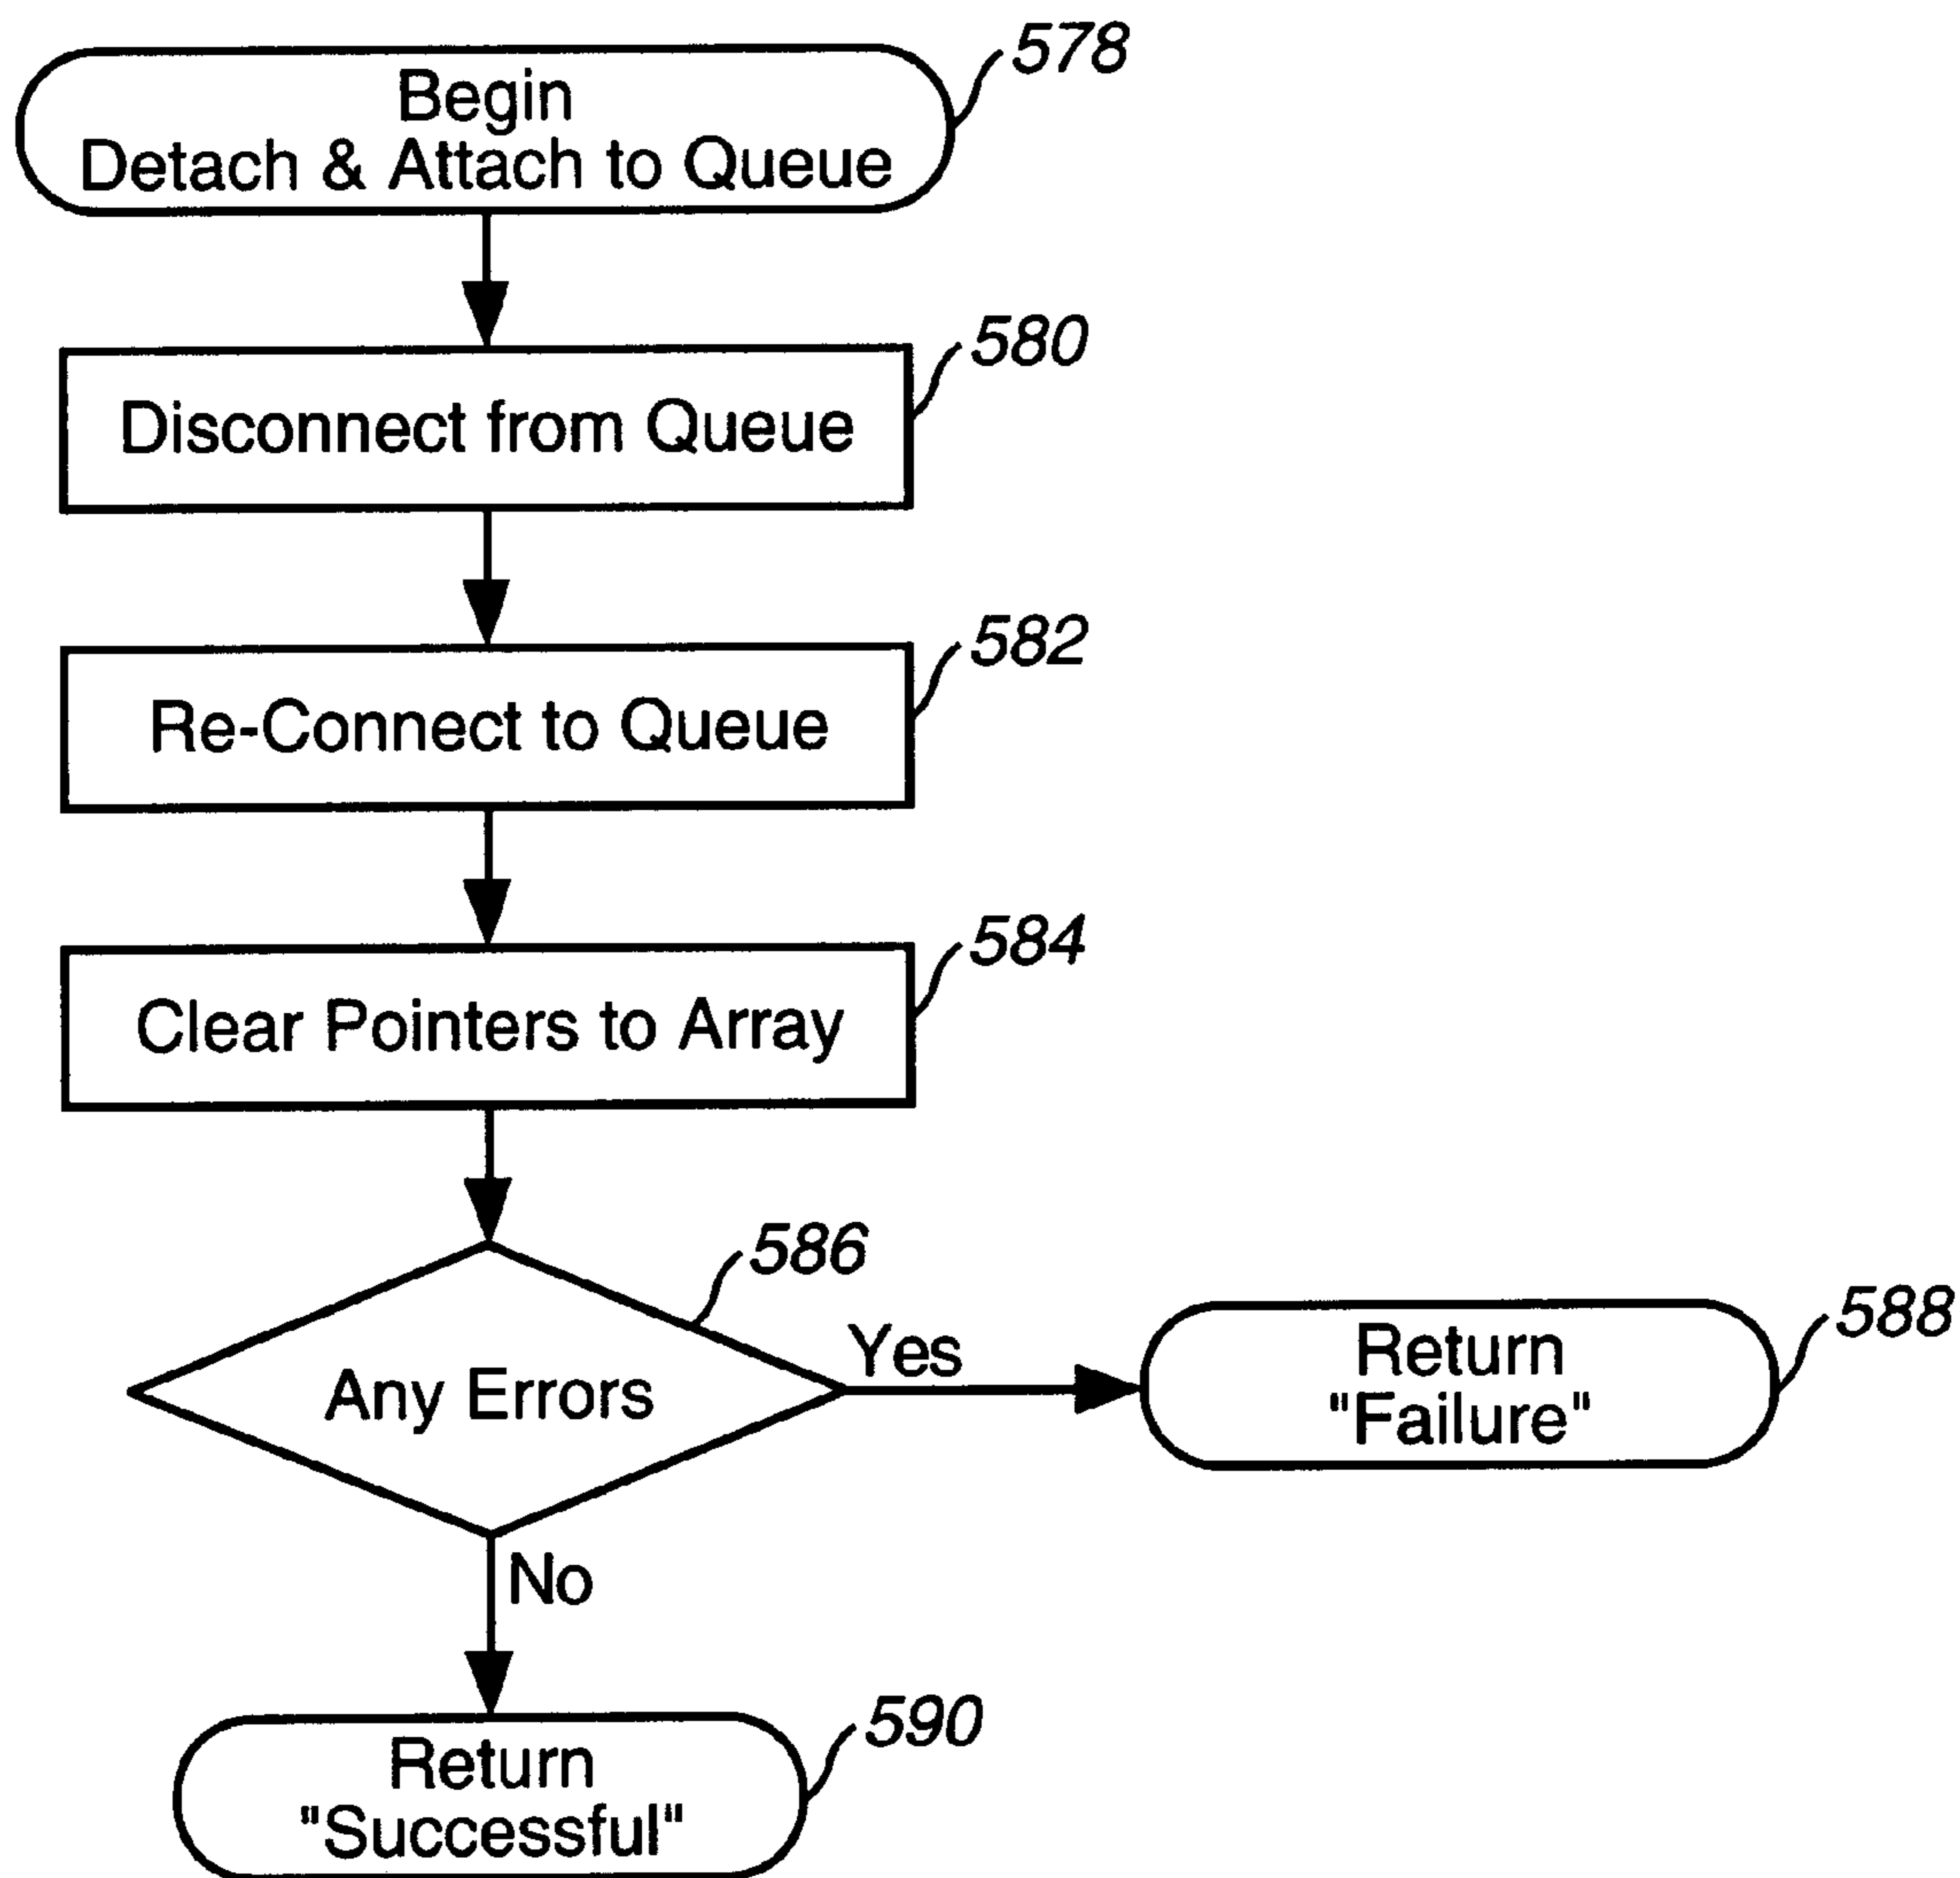 578
Begin
Detach & Attach to Queue
580
Disconnect from Queue
582
Re-Connect to Queue
584
Clear Pointers to Array
586
Any Errors
Yes
588
Return
"Failure"
No
590
Return
"Successful"